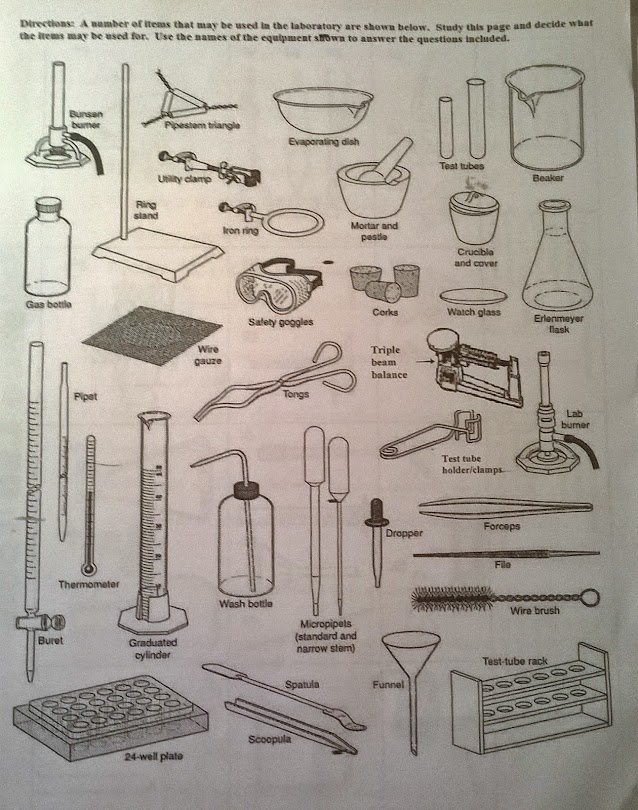 Directions: A number of items that may be used in the laboratory are shown below. Study this page and decide what
the items may be used for. Use the names of the equipment shown to answer the questions included.
Bunsen
burner
Pipestem triangle
Evaporating dish
Test tubes
Beaker
Utility clamp
Ring
stand
Iron ring
Mortar and
pestle
Crucible
and cover
Gas bottle
Safety goggles
Corks
Watch glass
Erlenmeyer
flask
Wire
gauze
Triple
beam
balance
Pipet
Tongs
Lab
burner
Test tube
holder/clamps
Dropper
Forceps
File
Thermometer
Wash bottle
Wire brush
Micropipets
(standard and
narrow stem)
Buret
Graduated
cylinder
Test-tube rack
Spatula
Funnel
Scoopula
24-well plate